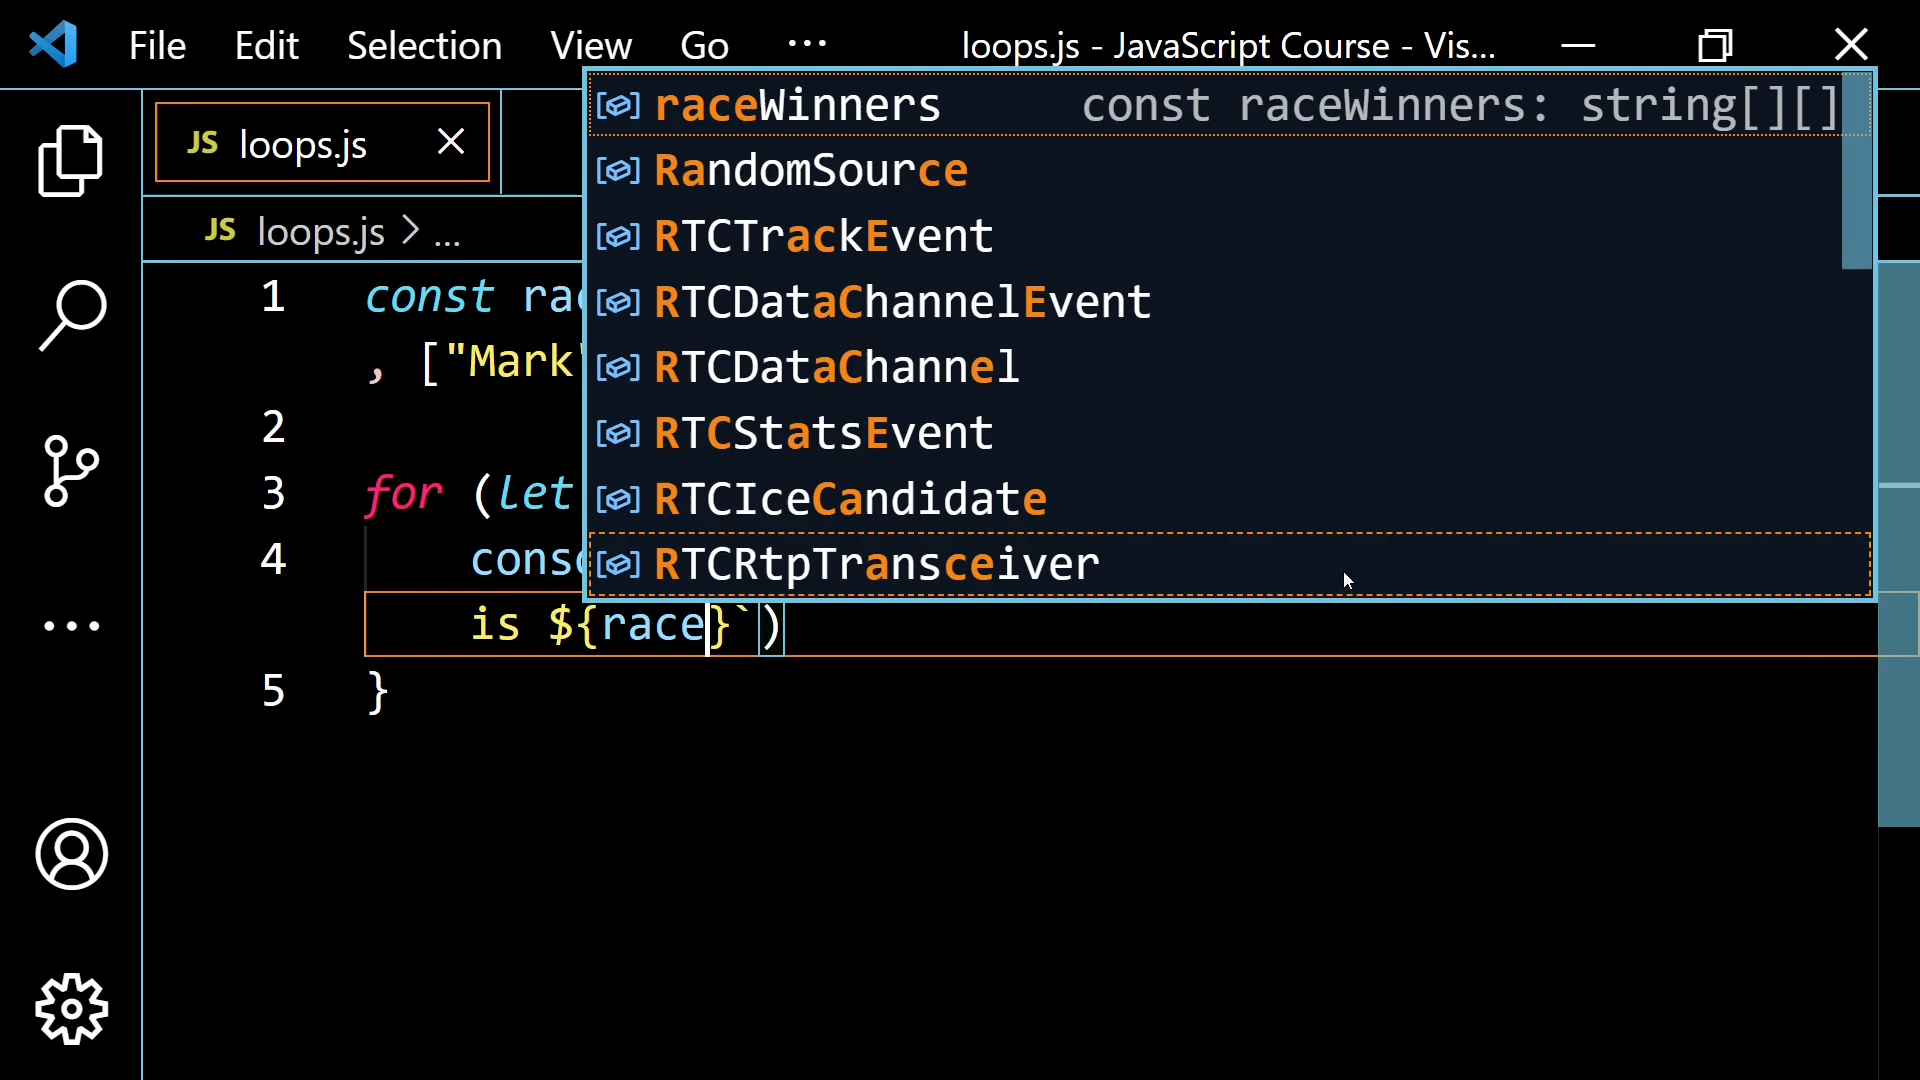 File Edit Selection View Go ··· loops.js - JavaScript Course - Vis...
JS loops.js
JS loops.js > ...
raceWinners const raceWinners: string[][]
RandomSource
RTCTrackEvent
RTCDataChannelEvent
RTCDataChannel
RTCStatsEvent
RTCIceCandidate
RTCRtpTransceiver
1 const
, ["Mark
2
3 for (let
4
is ${race}`)
5 }